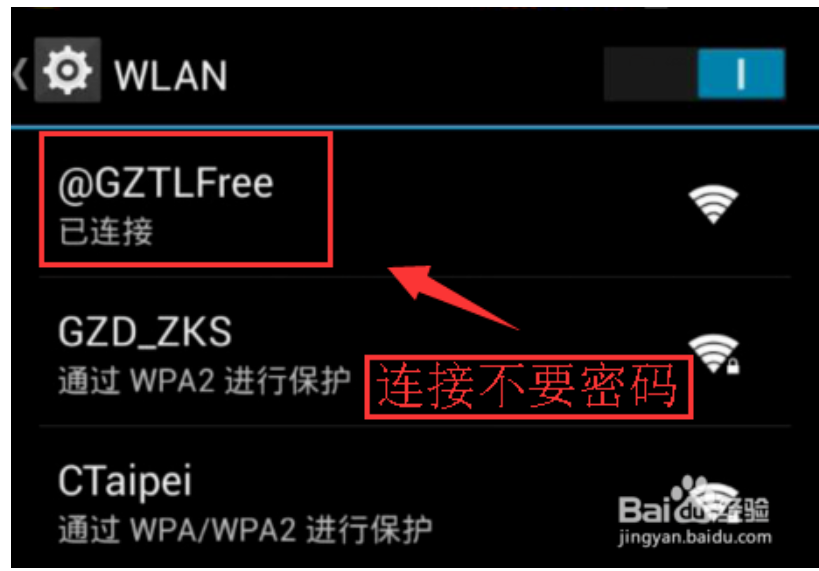 WLAN
@GZTLFree
已连接
GZD_ZKS
通过 WPA2 进行保护
连接不要密码
CTaipei
通过 WPA/WPA2 进行保护
Baidu经验
jingyan.baidu.com